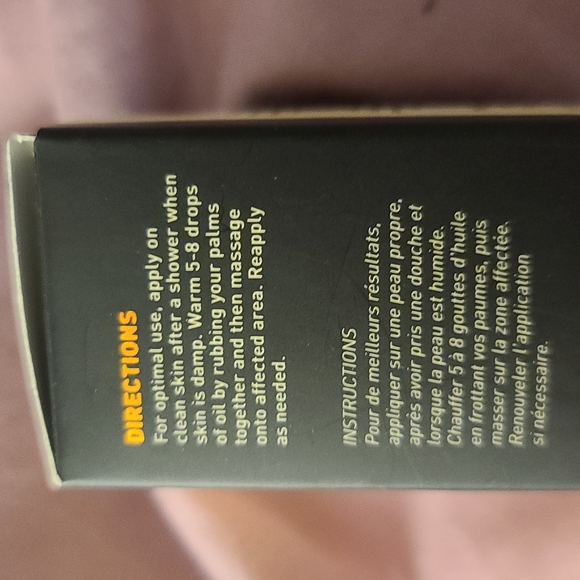 DIRECTIONS
For optimal use, apply on
clean skin after a shower when
skin is damp. Warm 5-8 drops
of oil by rubbing your palms
together and then massage
onto affected area. Reapply
as needed.
INSTRUCTIONS
Pour de meilleurs résultats,
appliquer sur une peau propre,
après avoir pris une douche et
lorsque la peau est humide.
Chauffer 5 à 8 gouttes d'huile
en frottant vos paumes, puis
masser sur la zone affectée.
Renouveler l'application
si nécessaire.